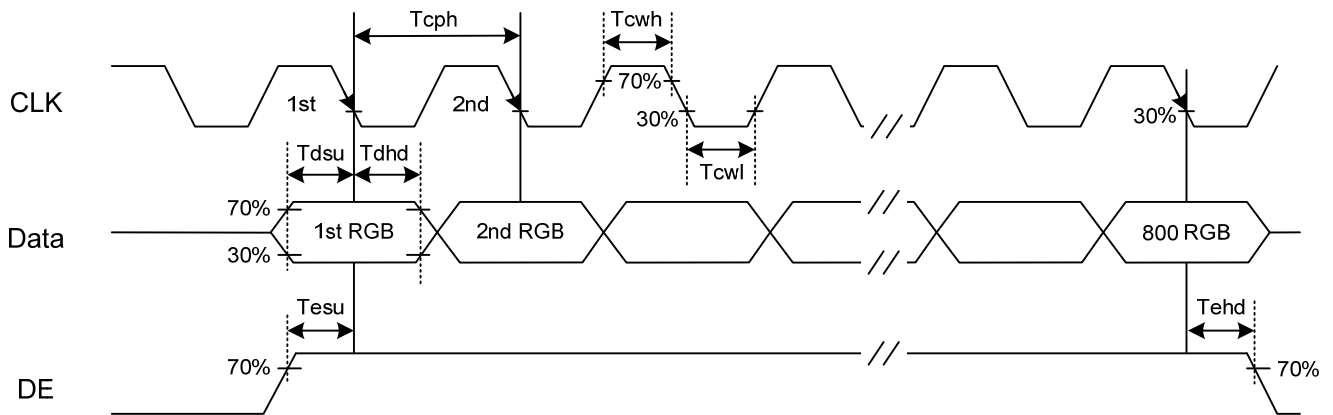 Tcph
Tcwh
CLK
1st
2nd
70%
30%
30%
Tcwl
Tdsu
Tdhd
Data
70%
30%
1st RGB
2nd RGB
800 RGB
Tesu
Tehd
DE
70%
70%